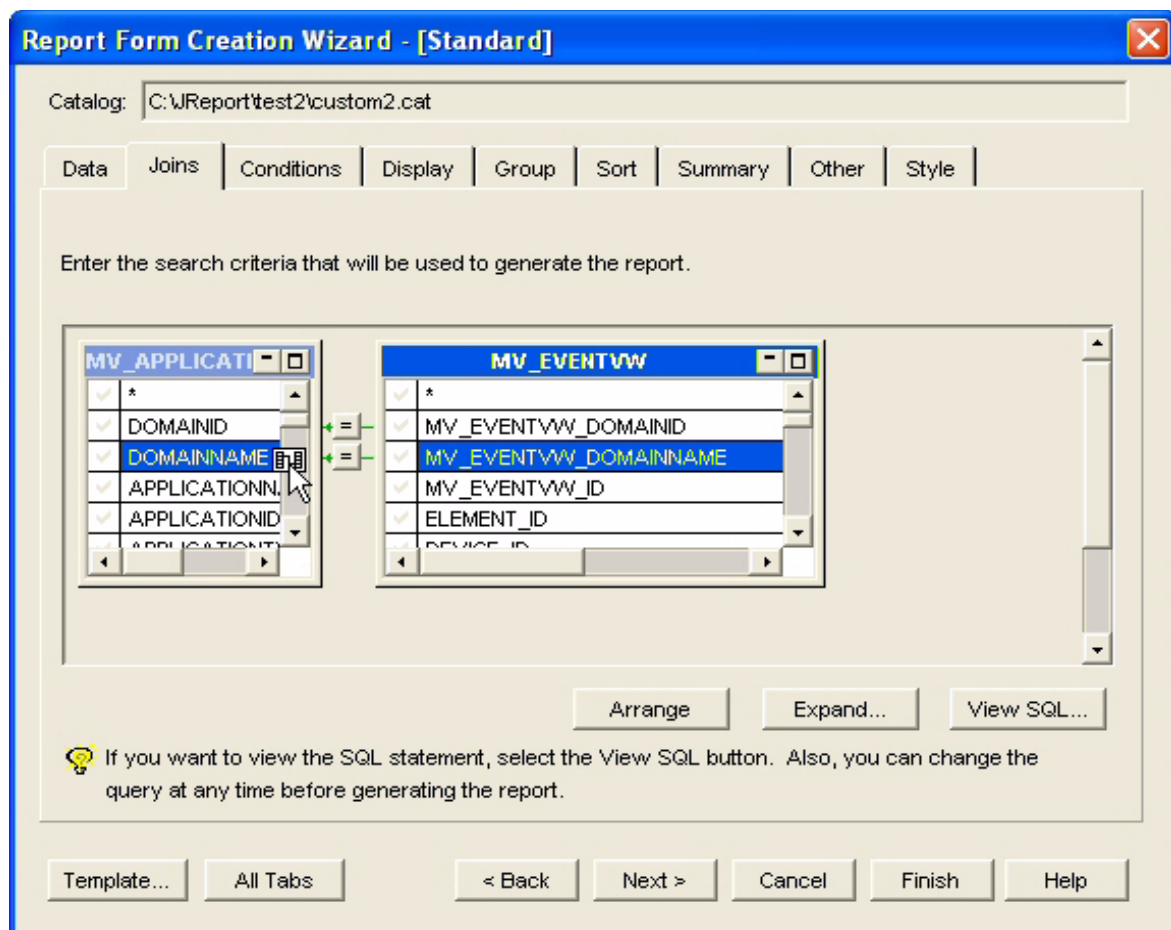 Report Form Creation Wizard - [Standard]
Catalog: C:\JReport\test2\custom2.cat
Data Joins Conditions Display Group Sort Summary Other Style
Enter the search criteria that will be used to generate the report.
MV_APPLICATI MV_EVENTVW
* *
DOMAINID = MV_EVENTVW_DOMAINID
DOMAINNAME = MV_EVENTVW_DOMAINNAME
APPLICATIONN MV_EVENTVW_ID
APPLICATIONID ELEMENT_ID
APPLICATIONT DEVICE_ID
Arrange Expand... View SQL...
If you want to view the SQL statement, select the View SQL button. Also, you can change the
query at any time before generating the report.
Template... All Tabs < Back Next > Cancel Finish Help